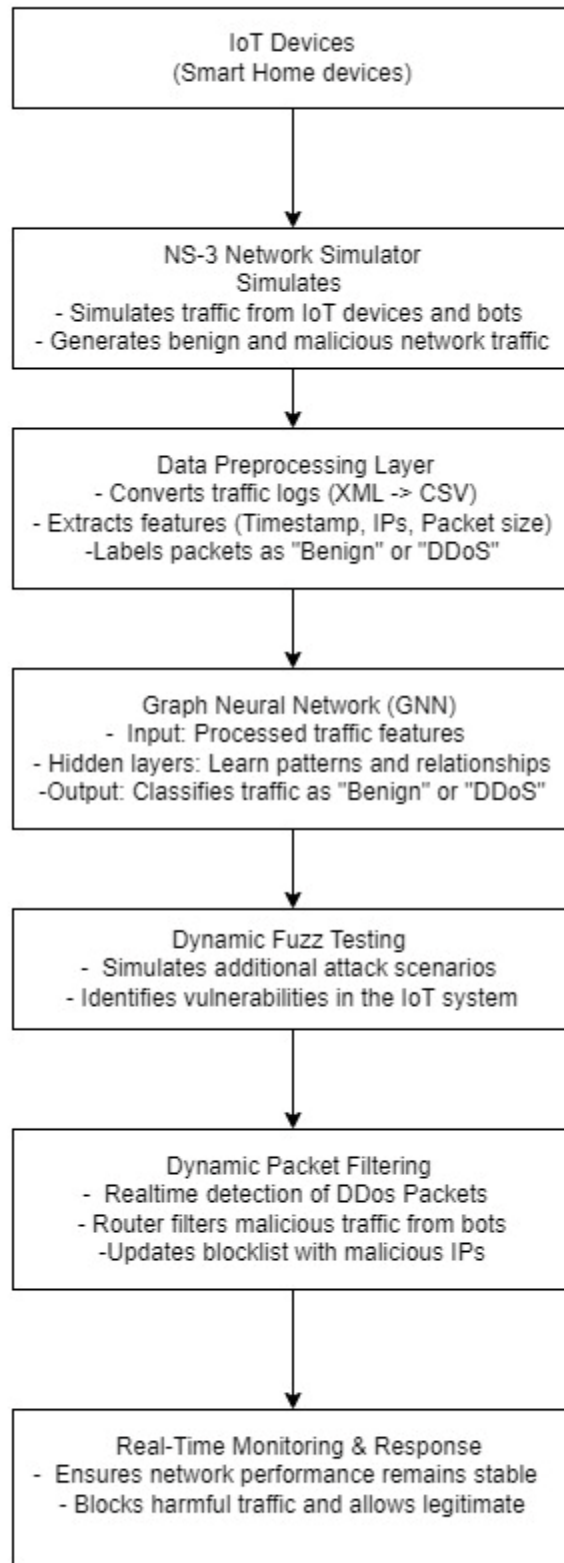 IoT Devices
(Smart Home devices)
NS-3 Network Simulator
Simulates
- Simulates traffic from IoT devices and bots
- Generates benign and malicious network traffic
Data Preprocessing Layer
- Converts traffic logs (XML -> CSV)
- Extracts features (Timestamp, IPs, Packet size)
-Labels packets as "Benign" or "DDoS"
Graph Neural Network (GNN)
- Input: Processed traffic features
- Hidden layers: Learn patterns and relationships
-Output: Classifies traffic as "Benign" or "DDoS"
Dynamic Fuzz Testing
- Simulates additional attack scenarios
- Identifies vulnerabilities in the IoT system
Dynamic Packet Filtering
- Realtime detection of DDos Packets
- Router filters malicious traffic from bots
-Updates blocklist with malicious IPs
Real-Time Monitoring & Response
- Ensures network performance remains stable
- Blocks harmful traffic and allows legitimate